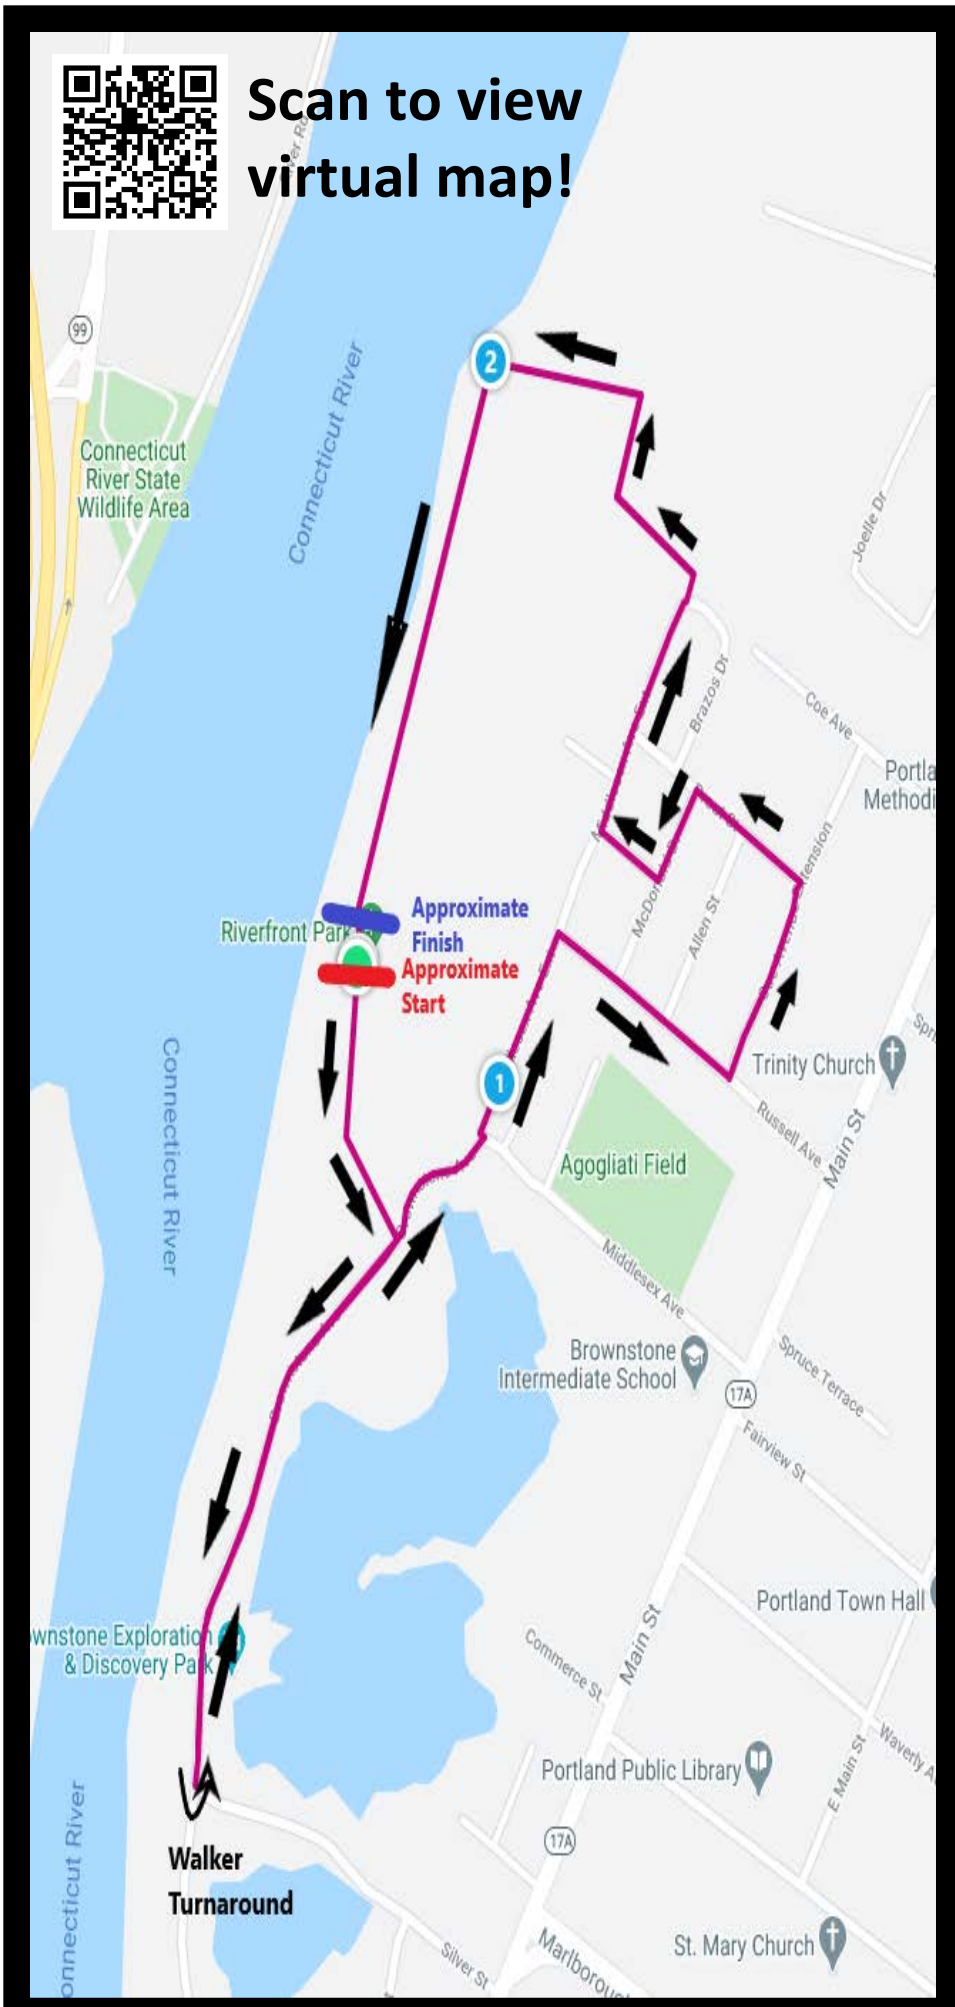 Scan to view
virtual map!
99
Connecticut
River State
Wildlife Area
Connecticut River
2
Joelle Dr
Brazos Dr
Coe Ave
Portla
Methodi
McDon
Allen St
Approximate
Finish
Riverfront Park
Approximate
Start
1
Connecticut River
Trinity Church
Spri
Russell Ave
Main St
Agogliati Field
Middlesex Ave
Brownstone
Intermediate School
17A
Spruce Terrace
Fairview St
Portland Town Hall
ownstone Exploration
& Discovery Park
Commerce St
Main St
Portland Public Library
E Main St
Waverly A
17A
Walker
Turnaround
onnecticut River
Silver St
Marlboroug
St. Mary Church